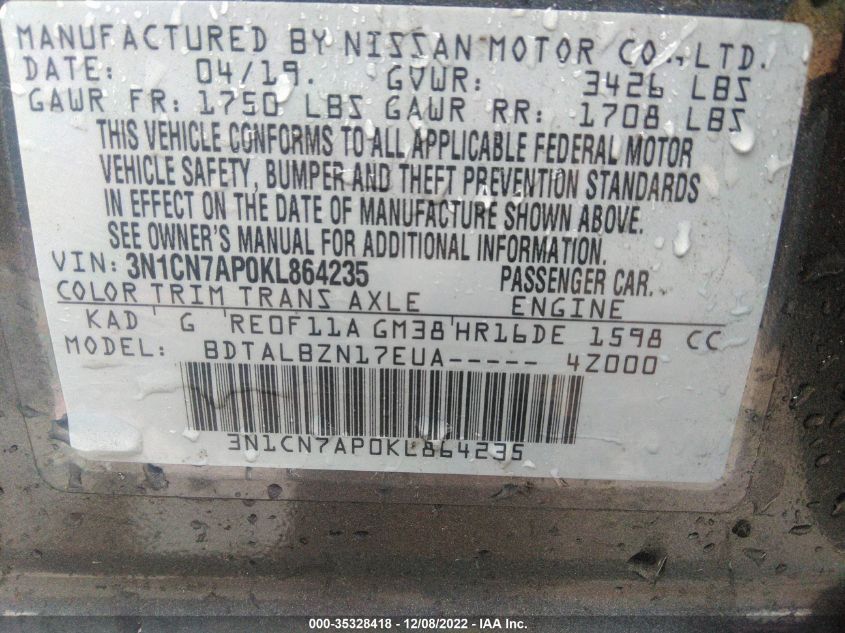 MANUFACTURED BY NISSAN MOTOR CO., LTD.
DATE: 04/19. GVWR: 3426 LBS
GAWR FR: 1750 LBS GAWR RR: 1708 LBS
THIS VEHICLE CONFORMS TO ALL APPLICABLE FEDERAL MOTOR
VEHICLE SAFETY, BUMPER AND THEFT PREVENTION STANDARDS
IN EFFECT ON THE DATE OF MANUFACTURE SHOWN ABOVE.
SEE OWNER'S MANUAL FOR ADDITIONAL INFORMATION.
VIN: 3N1CN7AP0KL864235 PASSENGER CAR.
COLOR TRIM TRANS AXLE ENGINE
KAD G RE0F11A GM38 HR16DE 1598 CC
MODEL: BDTALBZN17EUA----- 4Z000
3N1CN7AP0KL864235
000-35328418 - 12/08/2022 - IAA Inc.